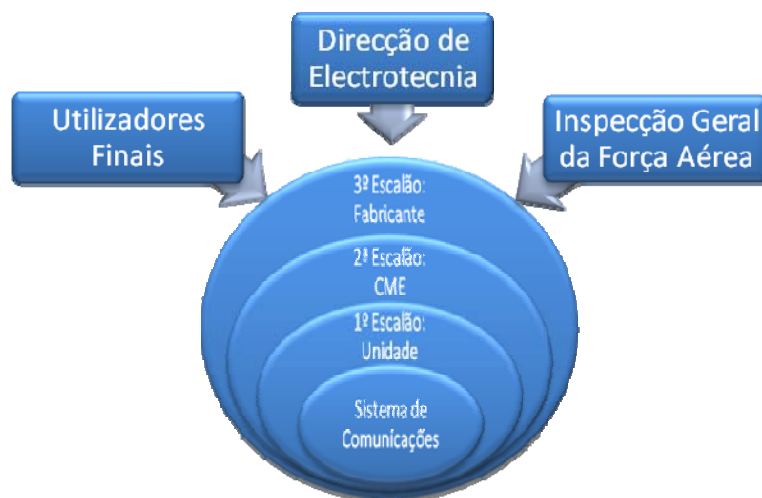 Direcção de
Electrotecnia
Utilizadores
Finais
Inspecção Geral
da Força Aérea
3º Escalão:
Fabricante
2º Escalão:
CME
1º Escalão:
Unidade
Sistema de
Comunicações